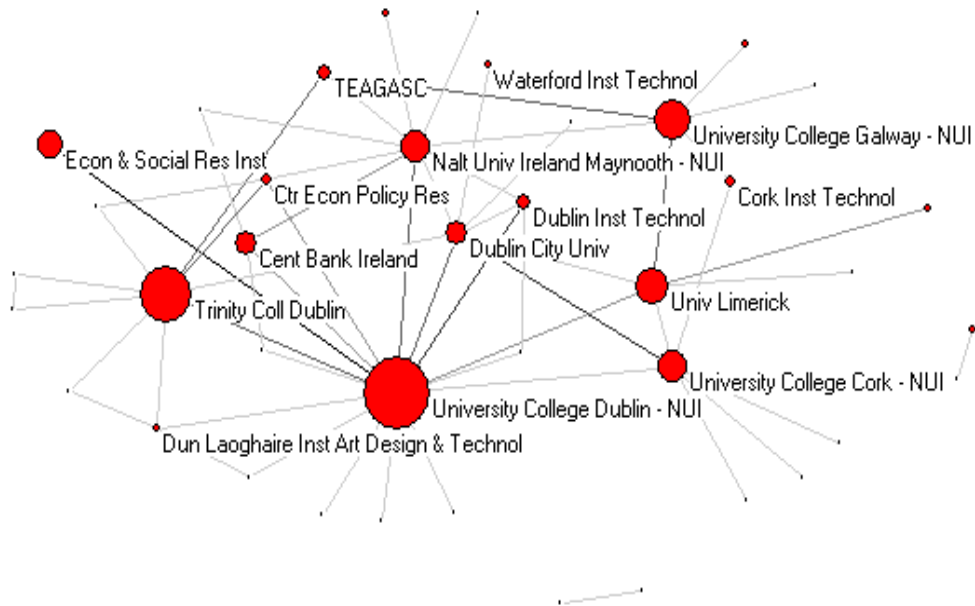 Waterford Inst Technol
TEAGASC
University College Galway - NUI
Econ & Social Res Inst
Nalt Univ Ireland Maynooth - NUI
Ctr Econ Policy Res
Cork Inst Technol
Dublin Inst Technol
Dublin City Univ
Cent Bank Ireland
Univ Limerick
Trinity Coll Dublin
University College Cork - NUI
University College Dublin - NUI
Dun Laoghaire Inst Art Design & Technol